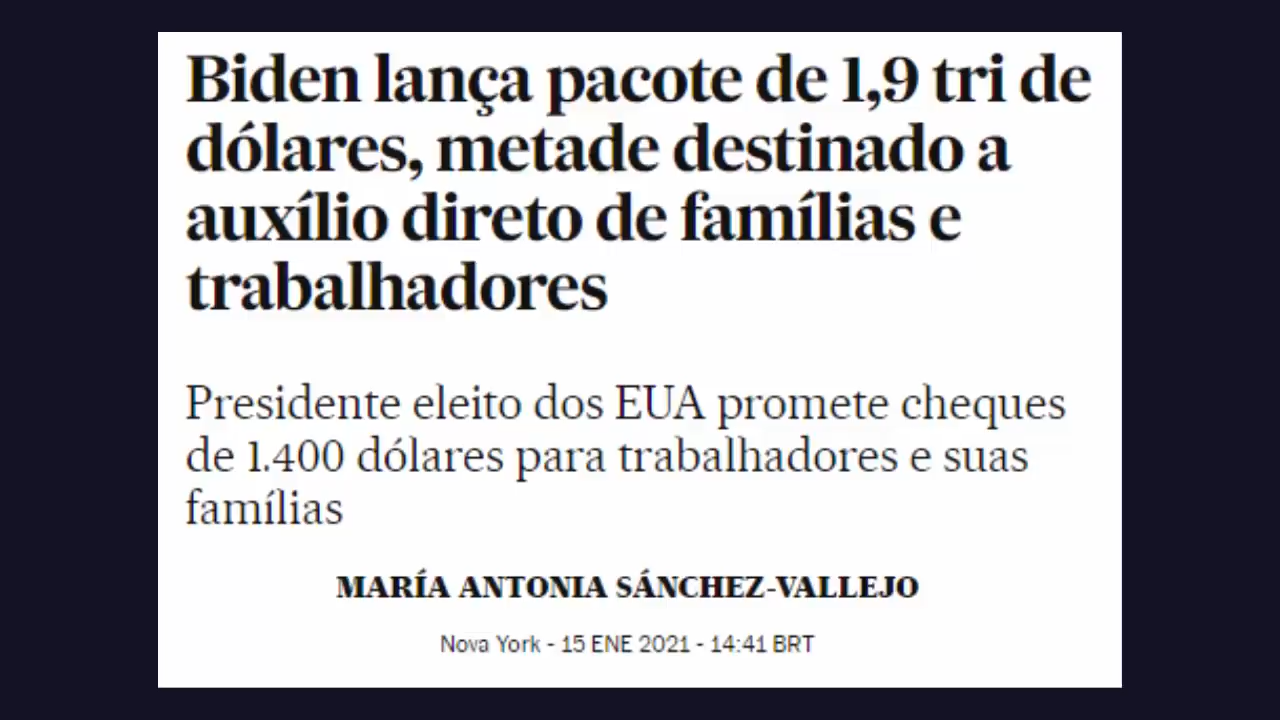 Biden lança pacote de 1,9 tri de
dólares, metade destinado a
auxílio direto de famílias e
trabalhadores
Presidente eleito dos EUA promete cheques
de 1.400 dólares para trabalhadores e suas
famílias
MARÍA ANTONIA SÁNCHEZ-VALLEJO
Nova York - 15 ENE 2021 - 14:41 BRT